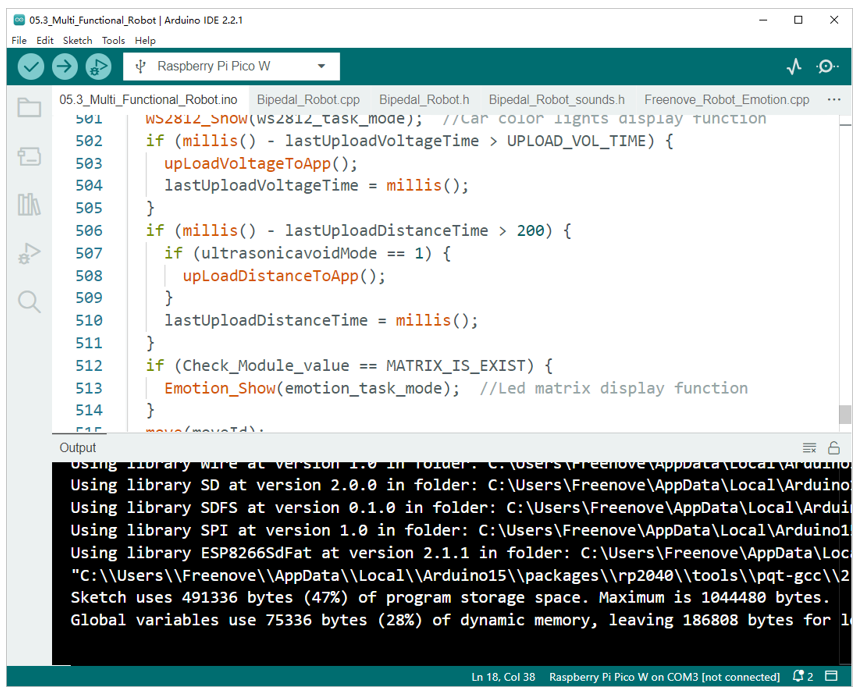 05.3_Multi_Functional_Robot | Arduino IDE 2.2.1
File Edit Sketch Tools Help
Raspberry Pi Pico W
05.3_Multi_Functional_Robot.ino Bipedal_Robot.cpp Bipedal_Robot.h Bipedal_Robot_sounds.h Freenove_Robot_Emotion.cpp ...
501 WS2812_Show(ws2812_task_mode); //Car color lights display function
502 if (millis() - lastUploadVoltageTime > UPLOAD_VOL_TIME) {
503 upLoadVoltageToApp();
504 lastUploadVoltageTime = millis();
505 }
506 if (millis() - lastUploadDistanceTime > 200) {
507 if (ultrasonicavoidMode == 1) {
508 upLoadDistanceToApp();
509 }
510 lastUploadDistanceTime = millis();
511 }
512 if (Check_Module_value == MATRIX_IS_EXIST) {
513 Emotion_Show(emotion_task_mode); //Led matrix display function
514 }
515 move(moveId);
Output
Using library Wire at version 1.0 in folder: C:\Users\Freenove\AppData\Local\Arduino
Using library SD at version 2.0.0 in folder: C:\Users\Freenove\AppData\Local\Arduino
Using library SDFS at version 0.1.0 in folder: C:\Users\Freenove\AppData\Local\Ardui
Using library SPI at version 1.0 in folder: C:\Users\Freenove\AppData\Local\Arduino1
Using library ESP8266SdFat at version 2.1.1 in folder: C:\Users\Freenove\AppData\Loc
"C:\\Users\\Freenove\\AppData\\Local\\Arduino15\\packages\\rp2040\\tools\\pqt-gcc\\2
Sketch uses 491336 bytes (47%) of program storage space. Maximum is 1044480 bytes.
Global variables use 75336 bytes (28%) of dynamic memory, leaving 186808 bytes for l
Ln 18, Col 38 Raspberry Pi Pico W on COM3 [not connected] 2